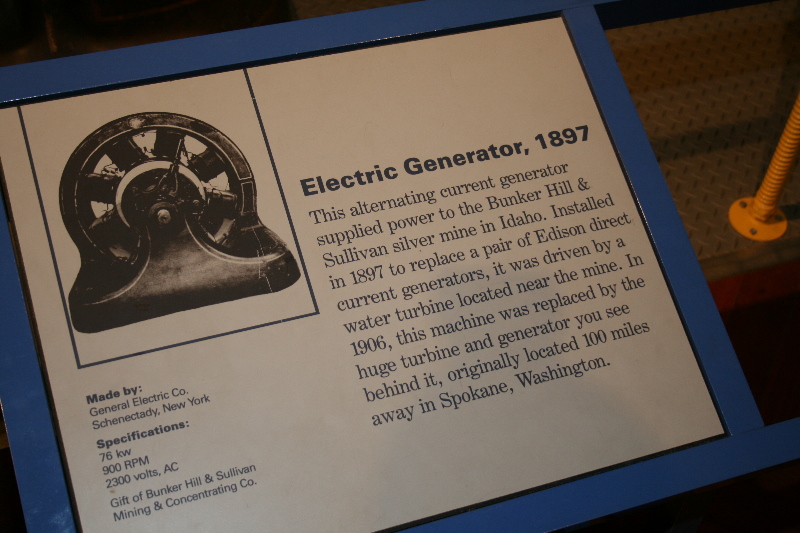 Electric Generator, 1897
This alternating current generator
supplied power to the Bunker Hill &
Sullivan silver mine in Idaho. Installed
in 1897 to replace a pair of Edison direct
current generators, it was driven by a
water turbine located near the mine. In
1906, this machine was replaced by the
huge turbine and generator you see
behind it, originally located 100 miles
away in Spokane, Washington.
Made by:
General Electric Co.
Schenectady, New York
Specifications:
76 kw
900 RPM
2300 volts, AC
Gift of Bunker Hill & Sullivan
Mining & Concentrating Co.